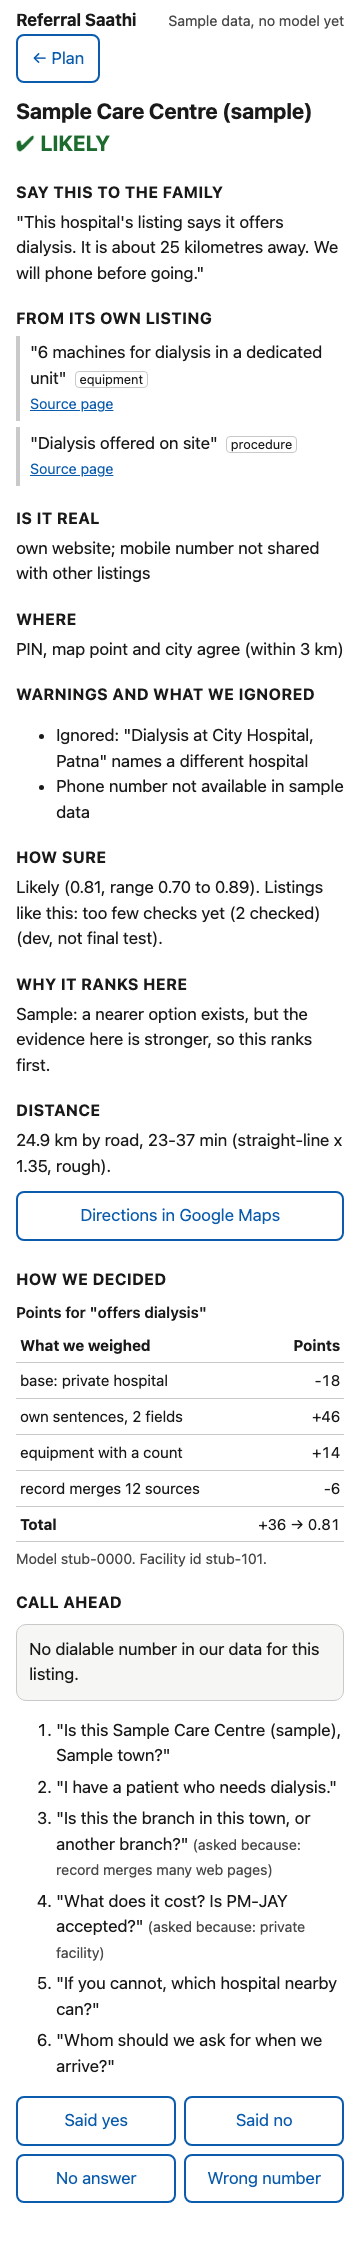 Referral Saathi
Sample data, no model yet
← Plan
Sample Care Centre (sample)
✔ LIKELY
SAY THIS TO THE FAMILY
"This hospital's listing says it offers
dialysis. It is about 25 kilometres away. We
will phone before going."
FROM ITS OWN LISTING
"6 machines for dialysis in a dedicated
unit" equipment
Source page
"Dialysis offered on site" procedure
Source page
IS IT REAL
own website; mobile number not shared
with other listings
WHERE
PIN, map point and city agree (within 3 km)
WARNINGS AND WHAT WE IGNORED
• Ignored: "Dialysis at City Hospital,
Patna" names a different hospital
• Phone number not available in sample
data
HOW SURE
Likely (0.81, range 0.70 to 0.89). Listings
like this: too few checks yet (2 checked)
(dev, not final test).
WHY IT RANKS HERE
Sample: a nearer option exists, but the
evidence here is stronger, so this ranks
first.
DISTANCE
24.9 km by road, 23-37 min (straight-line x
1.35, rough).
Directions in Google Maps
HOW WE DECIDED
Points for "offers dialysis"
What we weighed Points
base: private hospital -18
own sentences, 2 fields +46
equipment with a count +14
record merges 12 sources -6
Total +36 → 0.81
Model stub-0000. Facility id stub-101.
CALL AHEAD
No dialable number in our data for this
listing.
1. "Is this Sample Care Centre (sample),
Sample town?"
2. "I have a patient who needs dialysis."
3. "Is this the branch in this town, or
another branch?" (asked because:
record merges many web pages)
4. "What does it cost? Is PM-JAY
accepted?" (asked because: private
facility)
5. "If you cannot, which hospital nearby
can?"
6. "Whom should we ask for when we
arrive?"
Said yes
Said no
No answer
Wrong number